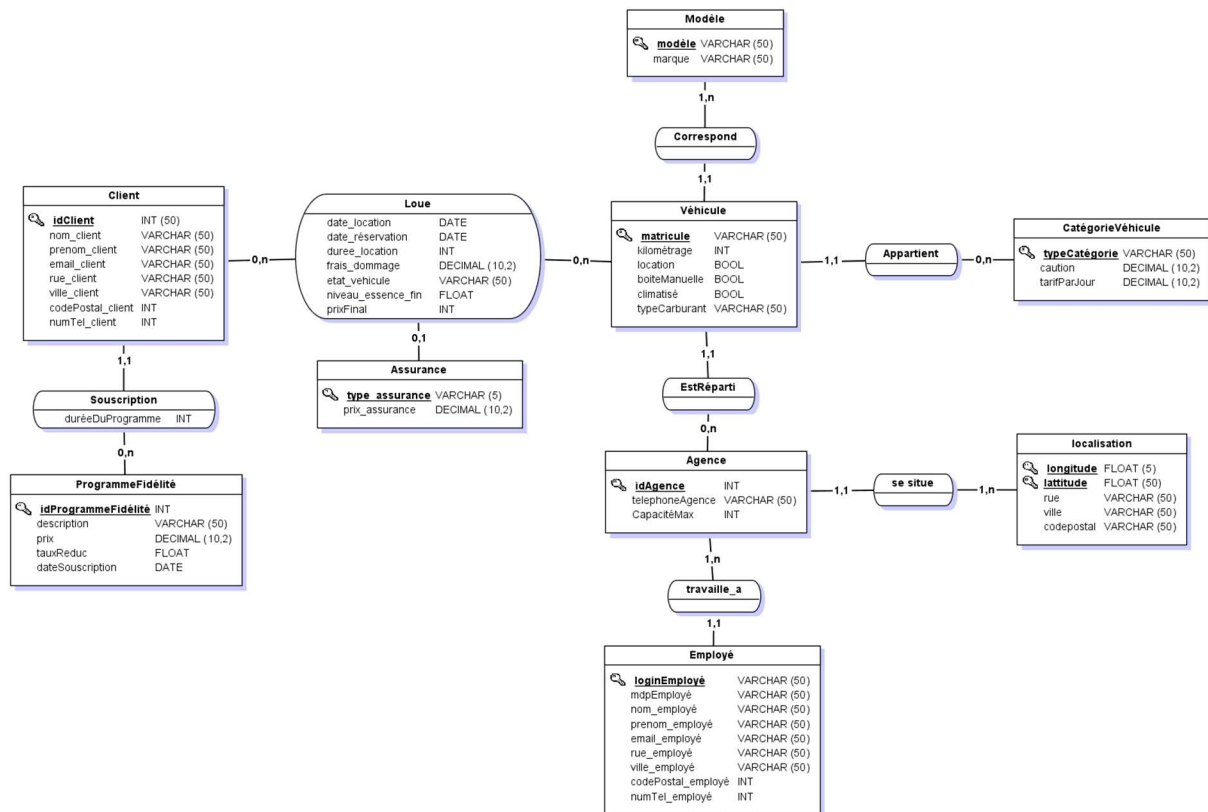 Modèle
modèle VARCHAR (50)
marque VARCHAR (50)
1,n
Correspond
1,1
Client
idClient INT (50)
nom_client VARCHAR (50)
prenom_client VARCHAR (50)
email_client VARCHAR (50)
rue_client VARCHAR (50)
ville_client VARCHAR (50)
codePostal_client INT
numTel_client INT
0,n
Loue
date_location DATE
date_réservation DATE
duree_location INT
frais_dommage DECIMAL (10,2)
etat_vehicule VARCHAR (50)
niveau_essence_fin FLOAT
prixFinal INT
0,n
Véhicule
matricule VARCHAR (50)
kilométrage INT
location BOOL
boiteManuelle BOOL
climatisé BOOL
typeCarburant VARCHAR (50)
1,1
Appartient
0,n
CatégorieVéhicule
typeCatégorie VARCHAR (50)
caution DECIMAL (10,2)
tarifParJour DECIMAL (10,2)
0,1
Assurance
type_assurance VARCHAR (5)
prix_assurance DECIMAL (10,2)
1,1
Souscription
duréeDuProgramme INT
0,n
ProgrammeFidélité
idProgrammeFidélité INT
description VARCHAR (50)
prix DECIMAL (10,2)
tauxReduc FLOAT
dateSouscription DATE
1,1
EstRéparti
0,n
Agence
idAgence INT
telephoneAgence VARCHAR (50)
CapacitéMax INT
1,1
se situe
1,n
localisation
longitude FLOAT (5)
lattitude FLOAT (50)
rue VARCHAR (50)
ville VARCHAR (50)
codepostal VARCHAR (50)
1,n
travaille_a
1,1
Employé
loginEmployé VARCHAR (50)
mdpEmployé VARCHAR (50)
nom_employé VARCHAR (50)
prenom_employé VARCHAR (50)
email_employé VARCHAR (50)
rue_employé VARCHAR (50)
ville_employé VARCHAR (50)
codePostal_employé INT
numTel_employé INT